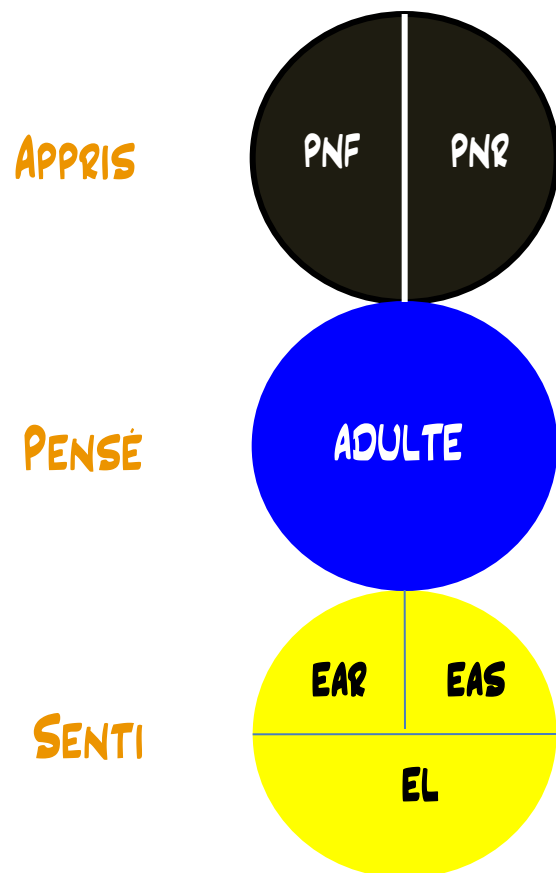 APPRIS
PNF
PNR
PENSÉ
ADULTE
SENTI
EAR
EAS
EL